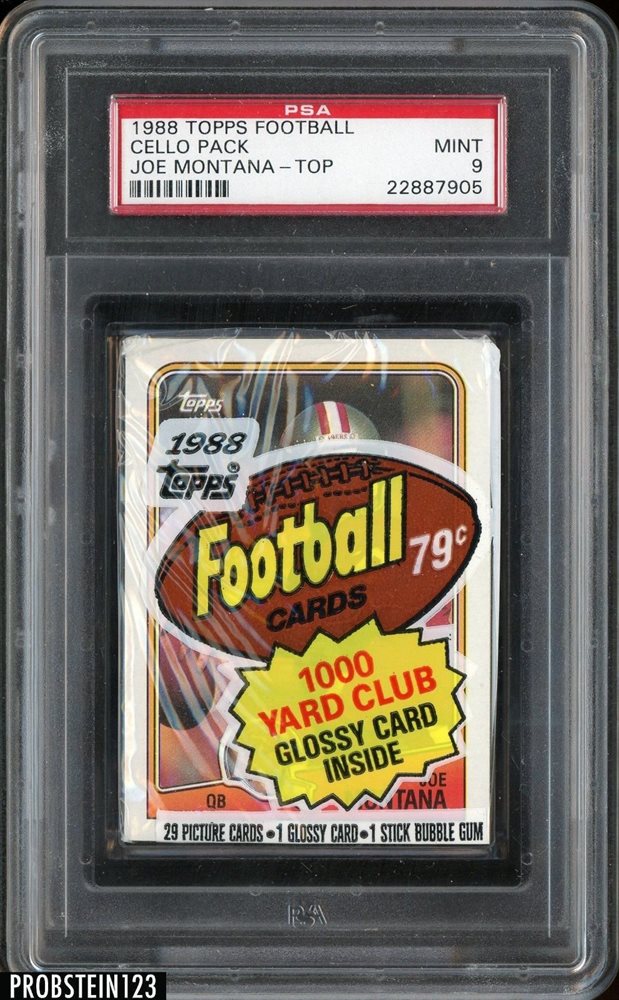 PSA
1988 TOPPS FOOTBALL
CELLO PACK MINT
JOE MONTANA - TOP 9
22887905
topps
1988
topps®
49ERS
Football 79¢
CARDS
1000
YARD CLUB
GLOSSY CARD
INSIDE
JOE
QB ONTANA
29 PICTURE CARDS • 1 GLOSSY CARD • 1 STICK BUBBLE GUM
PSA
PROBSTEIN123